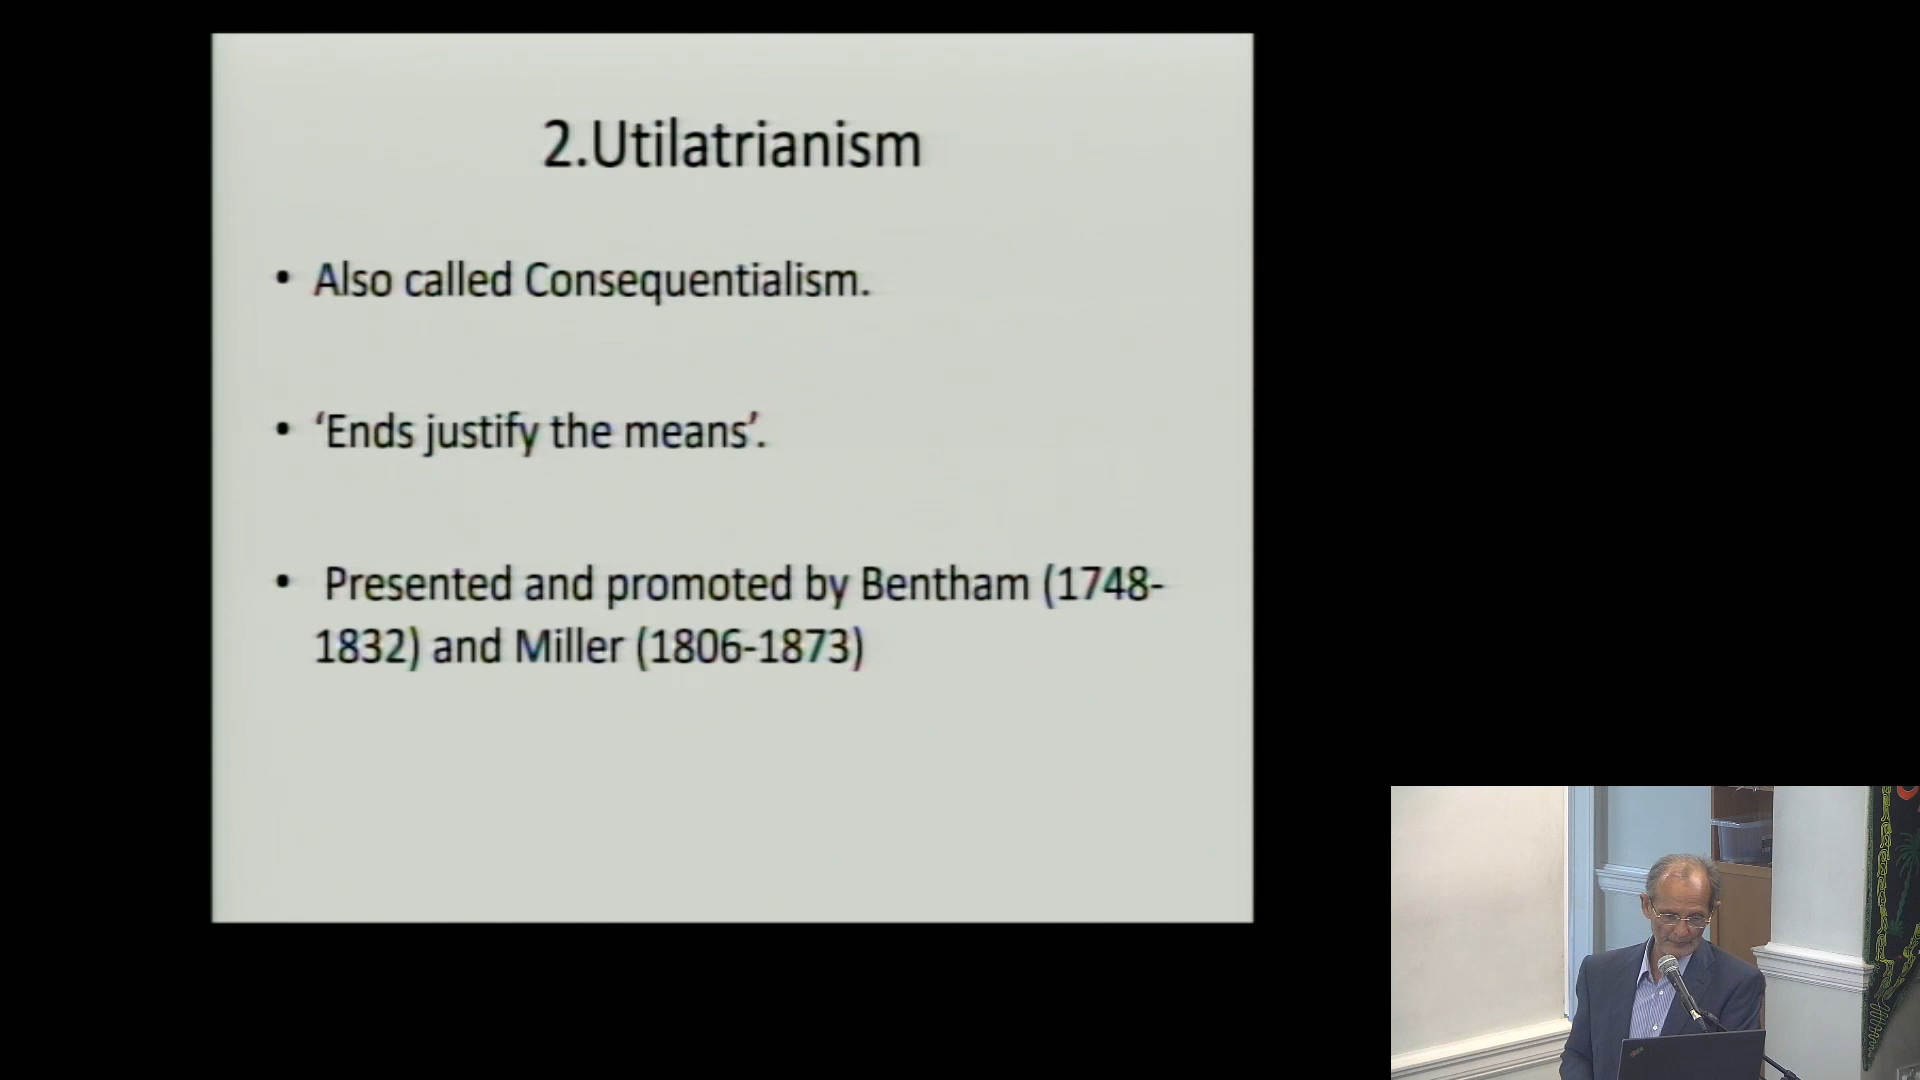 2.Utilatrianism
• Also called Consequentialism.
• ‘Ends justify the means’.
• Presented and promoted by Bentham (1748-
1832) and Miller (1806-1873)